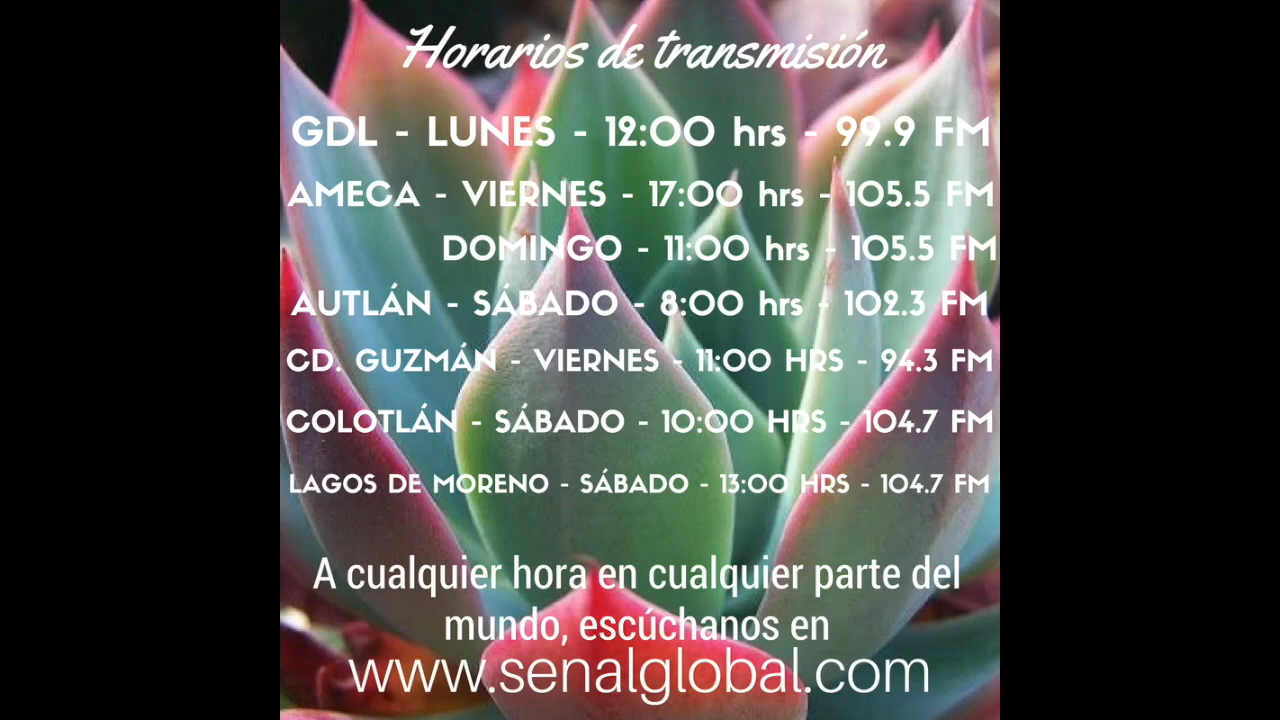 Horarios de transmisión
GDL - LUNES - 12:00 hrs - 99.9 FM
AMECA - VIERNES - 17:00 hrs - 105.5 FM
DOMINGO - 11:00 hrs - 105.5 FM
AUTLÁN - SÁBADO - 8:00 hrs - 102.3 FM
CD. GUZMÁN - VIERNES - 11:00 HRS - 94.3 FM
COLOTLÁN - SÁBADO - 10:00 HRS - 104.7 FM
LAGOS DE MORENO - SÁBADO - 13:00 HRS - 104.7 FM
A cualquier hora en cualquier parte del
mundo, escúchanos en
www.senalglobal.com